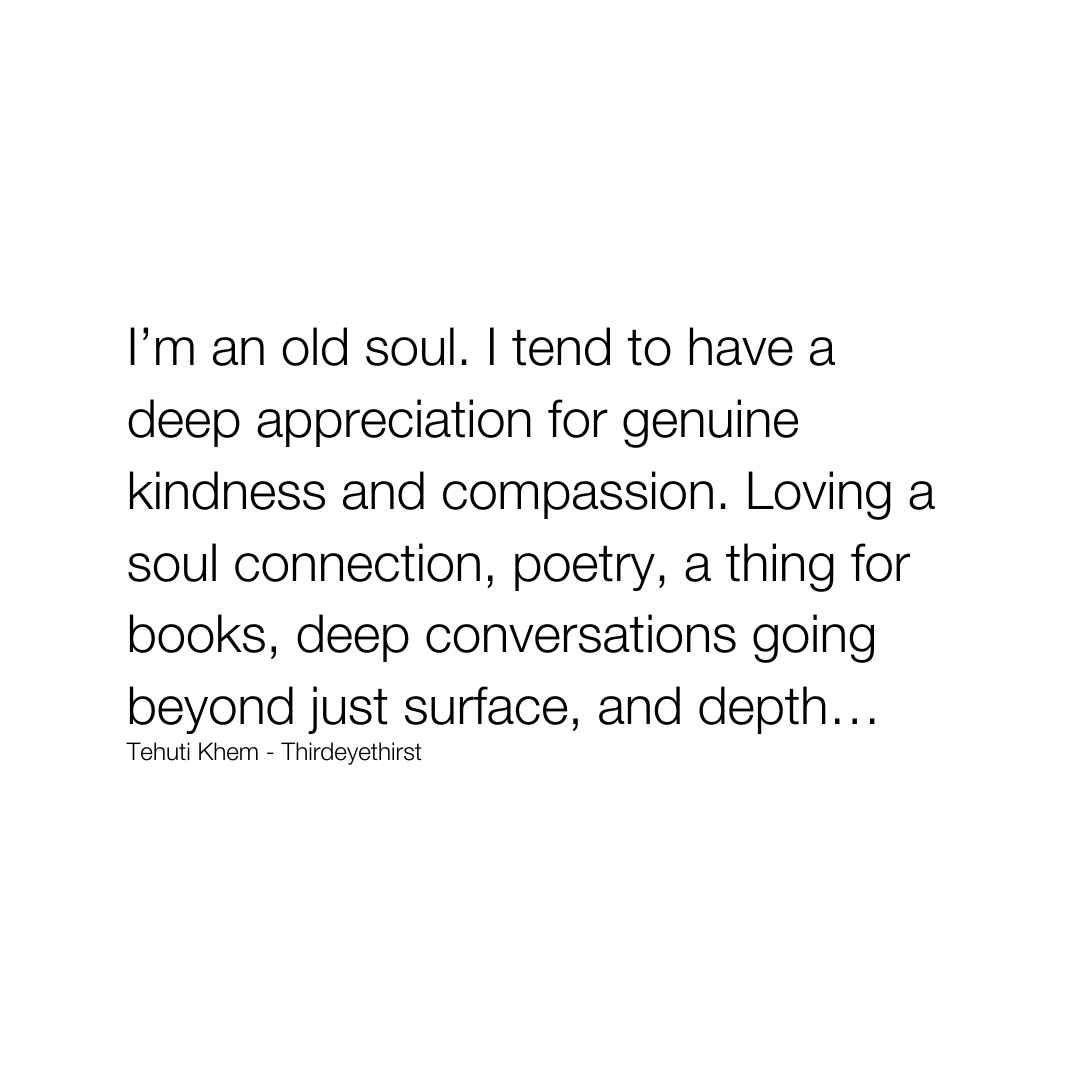 I’m an old soul. I tend to have a
deep appreciation for genuine
kindness and compassion. Loving a
soul connection, poetry, a thing for
books, deep conversations going
beyond just surface, and depth…
Tehuti Khem - Thirdeyethirst